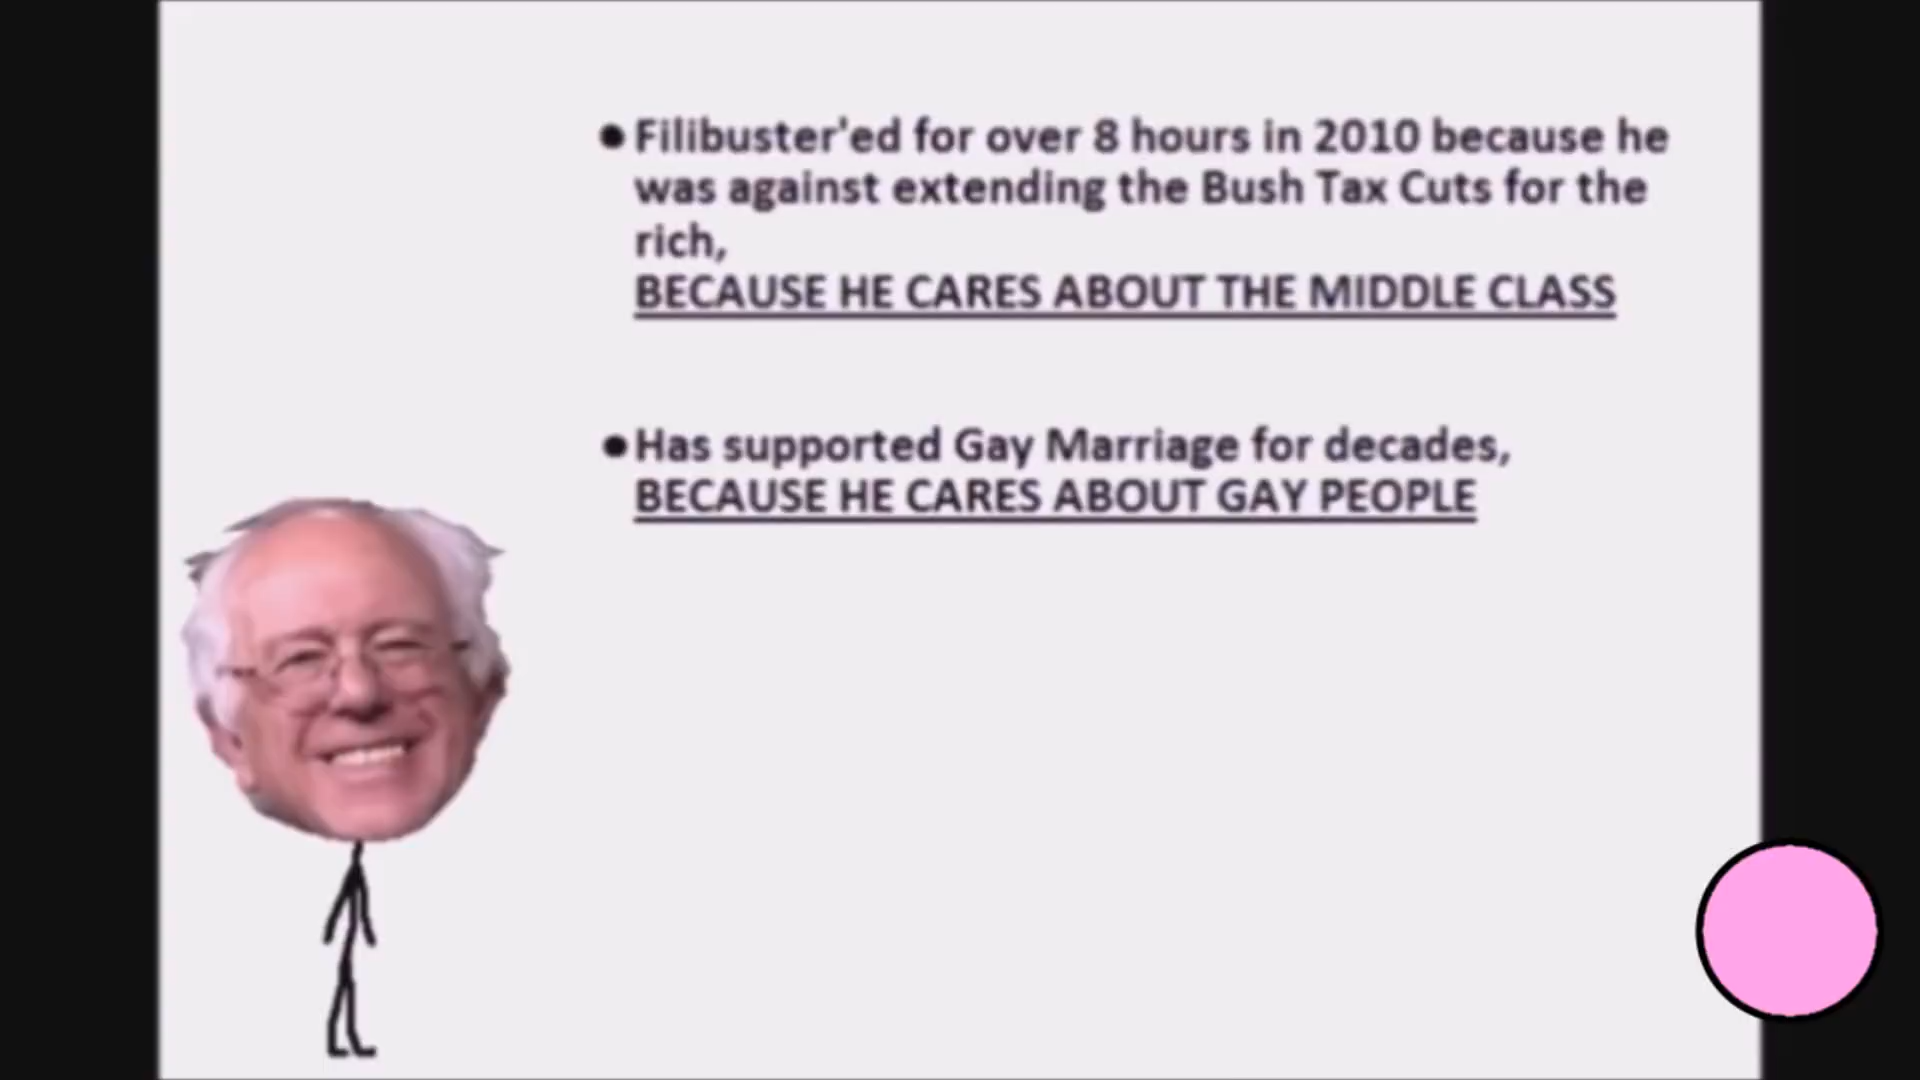 ●Filibuster'ed for over 8 hours in 2010 because he
was against extending the Bush Tax Cuts for the
rich,
BECAUSE HE CARES ABOUT THE MIDDLE CLASS
●Has supported Gay Marriage for decades,
BECAUSE HE CARES ABOUT GAY PEOPLE